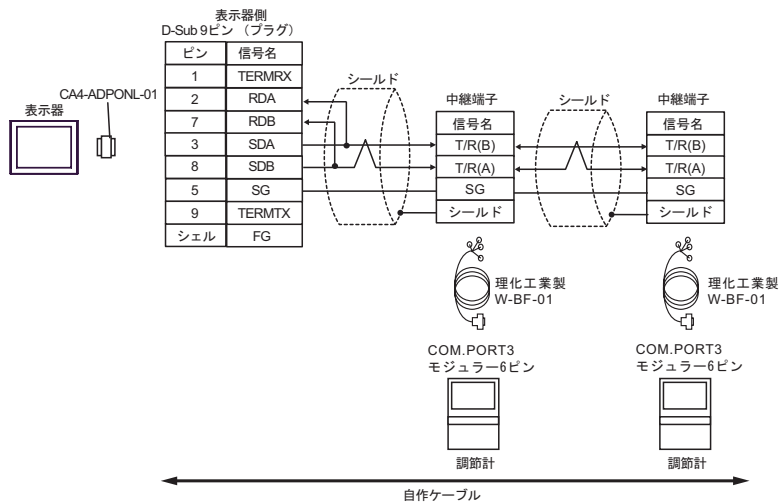 表示器側
D-Sub 9ピン （プラグ）
ピン 信号名
1 TERMRX
2 RDA
7 RDB
3 SDA
8 SDB
5 SG
9 TERMTX
シェル FG
CA4-ADPONL-01
表示器
シールド
中継端子
信号名
T/R(B)
T/R(A)
SG
シールド
シールド
中継端子
信号名
T/R(B)
T/R(A)
SG
シールド
理化工業製
W-BF-01
理化工業製
W-BF-01
COM.PORT3
モジュラー6ピン
COM.PORT3
モジュラー6ピン
調節計
調節計
自作ケーブル